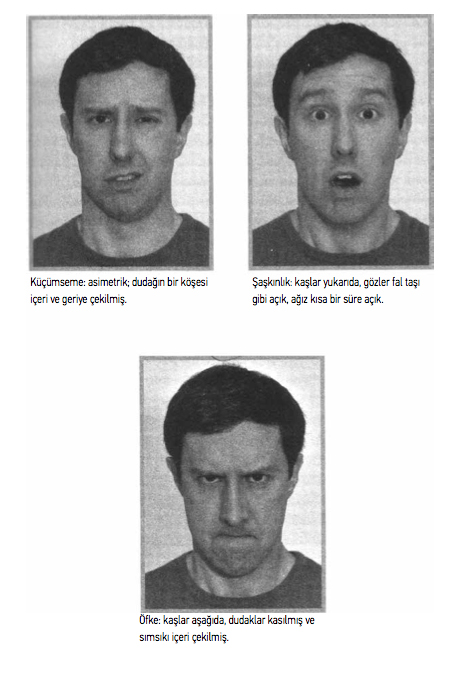 Küçümseme: asimetrik; dudağın bir köşesi
içeri ve geriye çekilmiş.
Şaşkınlık: kaşlar yukarıda, gözler fal taşı
gibi açık, ağız kısa bir süre açık.
Öfke: kaşlar aşağıda, dudaklar kasılmış ve
sımsıkı içeri çekilmiş.